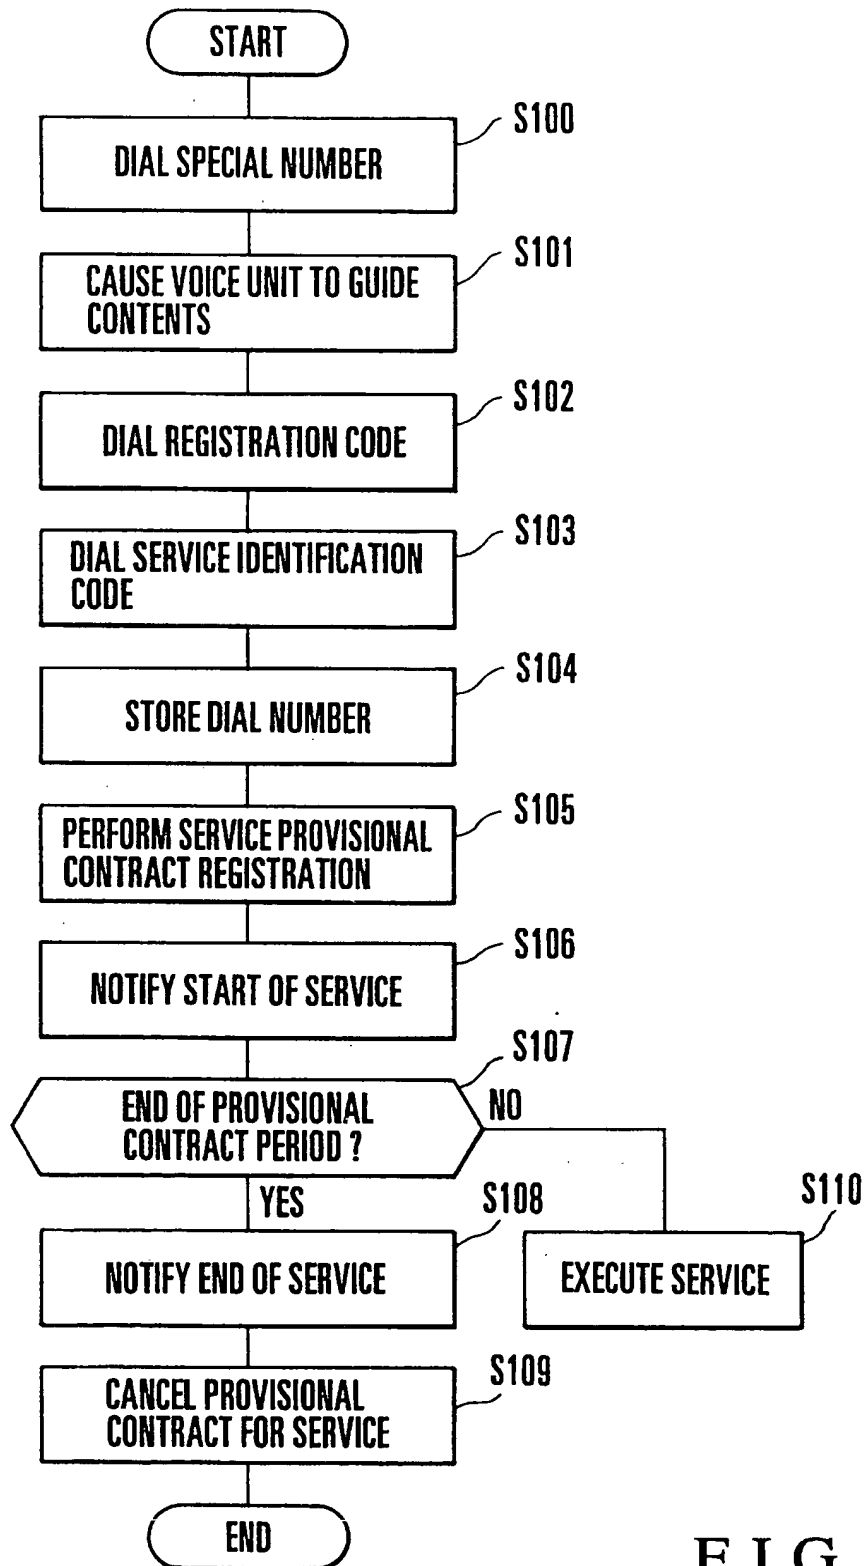 START
S100
DIAL SPECIAL NUMBER
S101
CAUSE VOICE UNIT TO GUIDE
CONTENTS
S102
DIAL REGISTRATION CODE
S103
DIAL SERVICE IDENTIFICATION
CODE
S104
STORE DIAL NUMBER
S105
PERFORM SERVICE PROVISIONAL
CONTRACT REGISTRATION
S106
NOTIFY START OF SERVICE
S107
END OF PROVISIONAL
CONTRACT PERIOD ?
NO
YES
S108
NOTIFY END OF SERVICE
S110
EXECUTE SERVICE
S109
CANCEL PROVISIONAL
CONTRACT FOR SERVICE
END
FIG